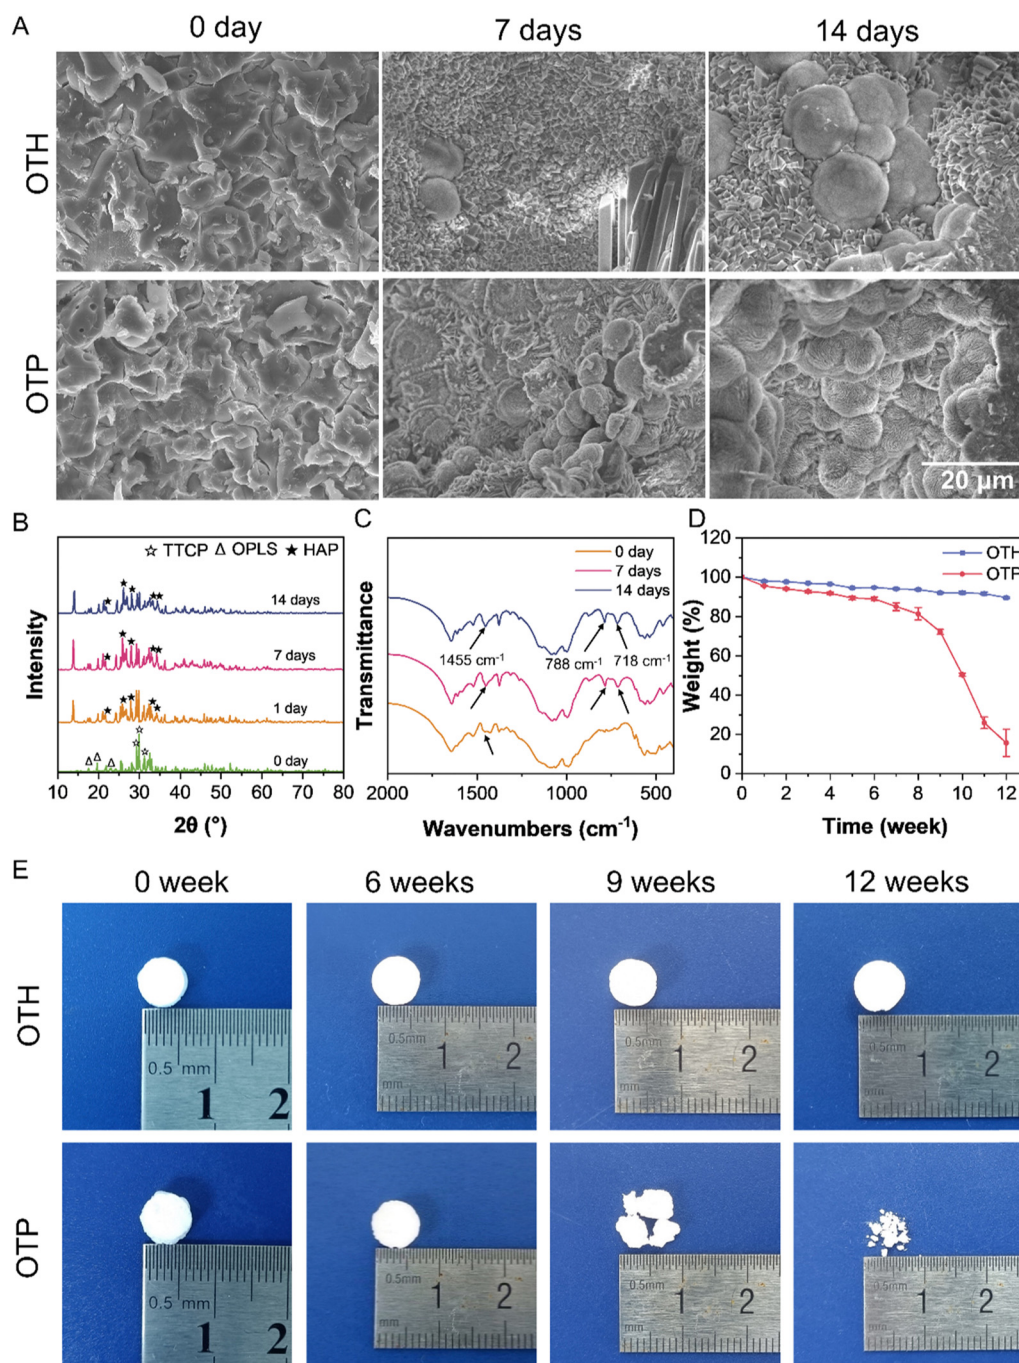 A
0 day
7 days
14 days
OTH
OTP
20 µm
B
☆ TTCP △ OPLS ★ HAP
14 days
7 days
1 day
0 day
Intensity
10 20 30 40 50 60 70 80
2θ (°)
C
0 day
7 days
14 days
1455 cm⁻¹
788 cm⁻¹
718 cm⁻¹
Transmittance
2000 1500 1000 500
Wavenumbers (cm⁻¹)
D
OTH
OTP
120
100
80
60
40
20
0
Weight (%)
0 2 4 6 8 10 12
Time (week)
E
0 week
6 weeks
9 weeks
12 weeks
OTH
0.5 mm
1 2
0.5mm
1 2
mm
0.5mm
1 2
mm
0.5mm
1 2
mm
OTP
0.5 mm
1 2
0.5mm
1 2
mm
0.5mm
1 2
mm
0.5mm
1 2
mm